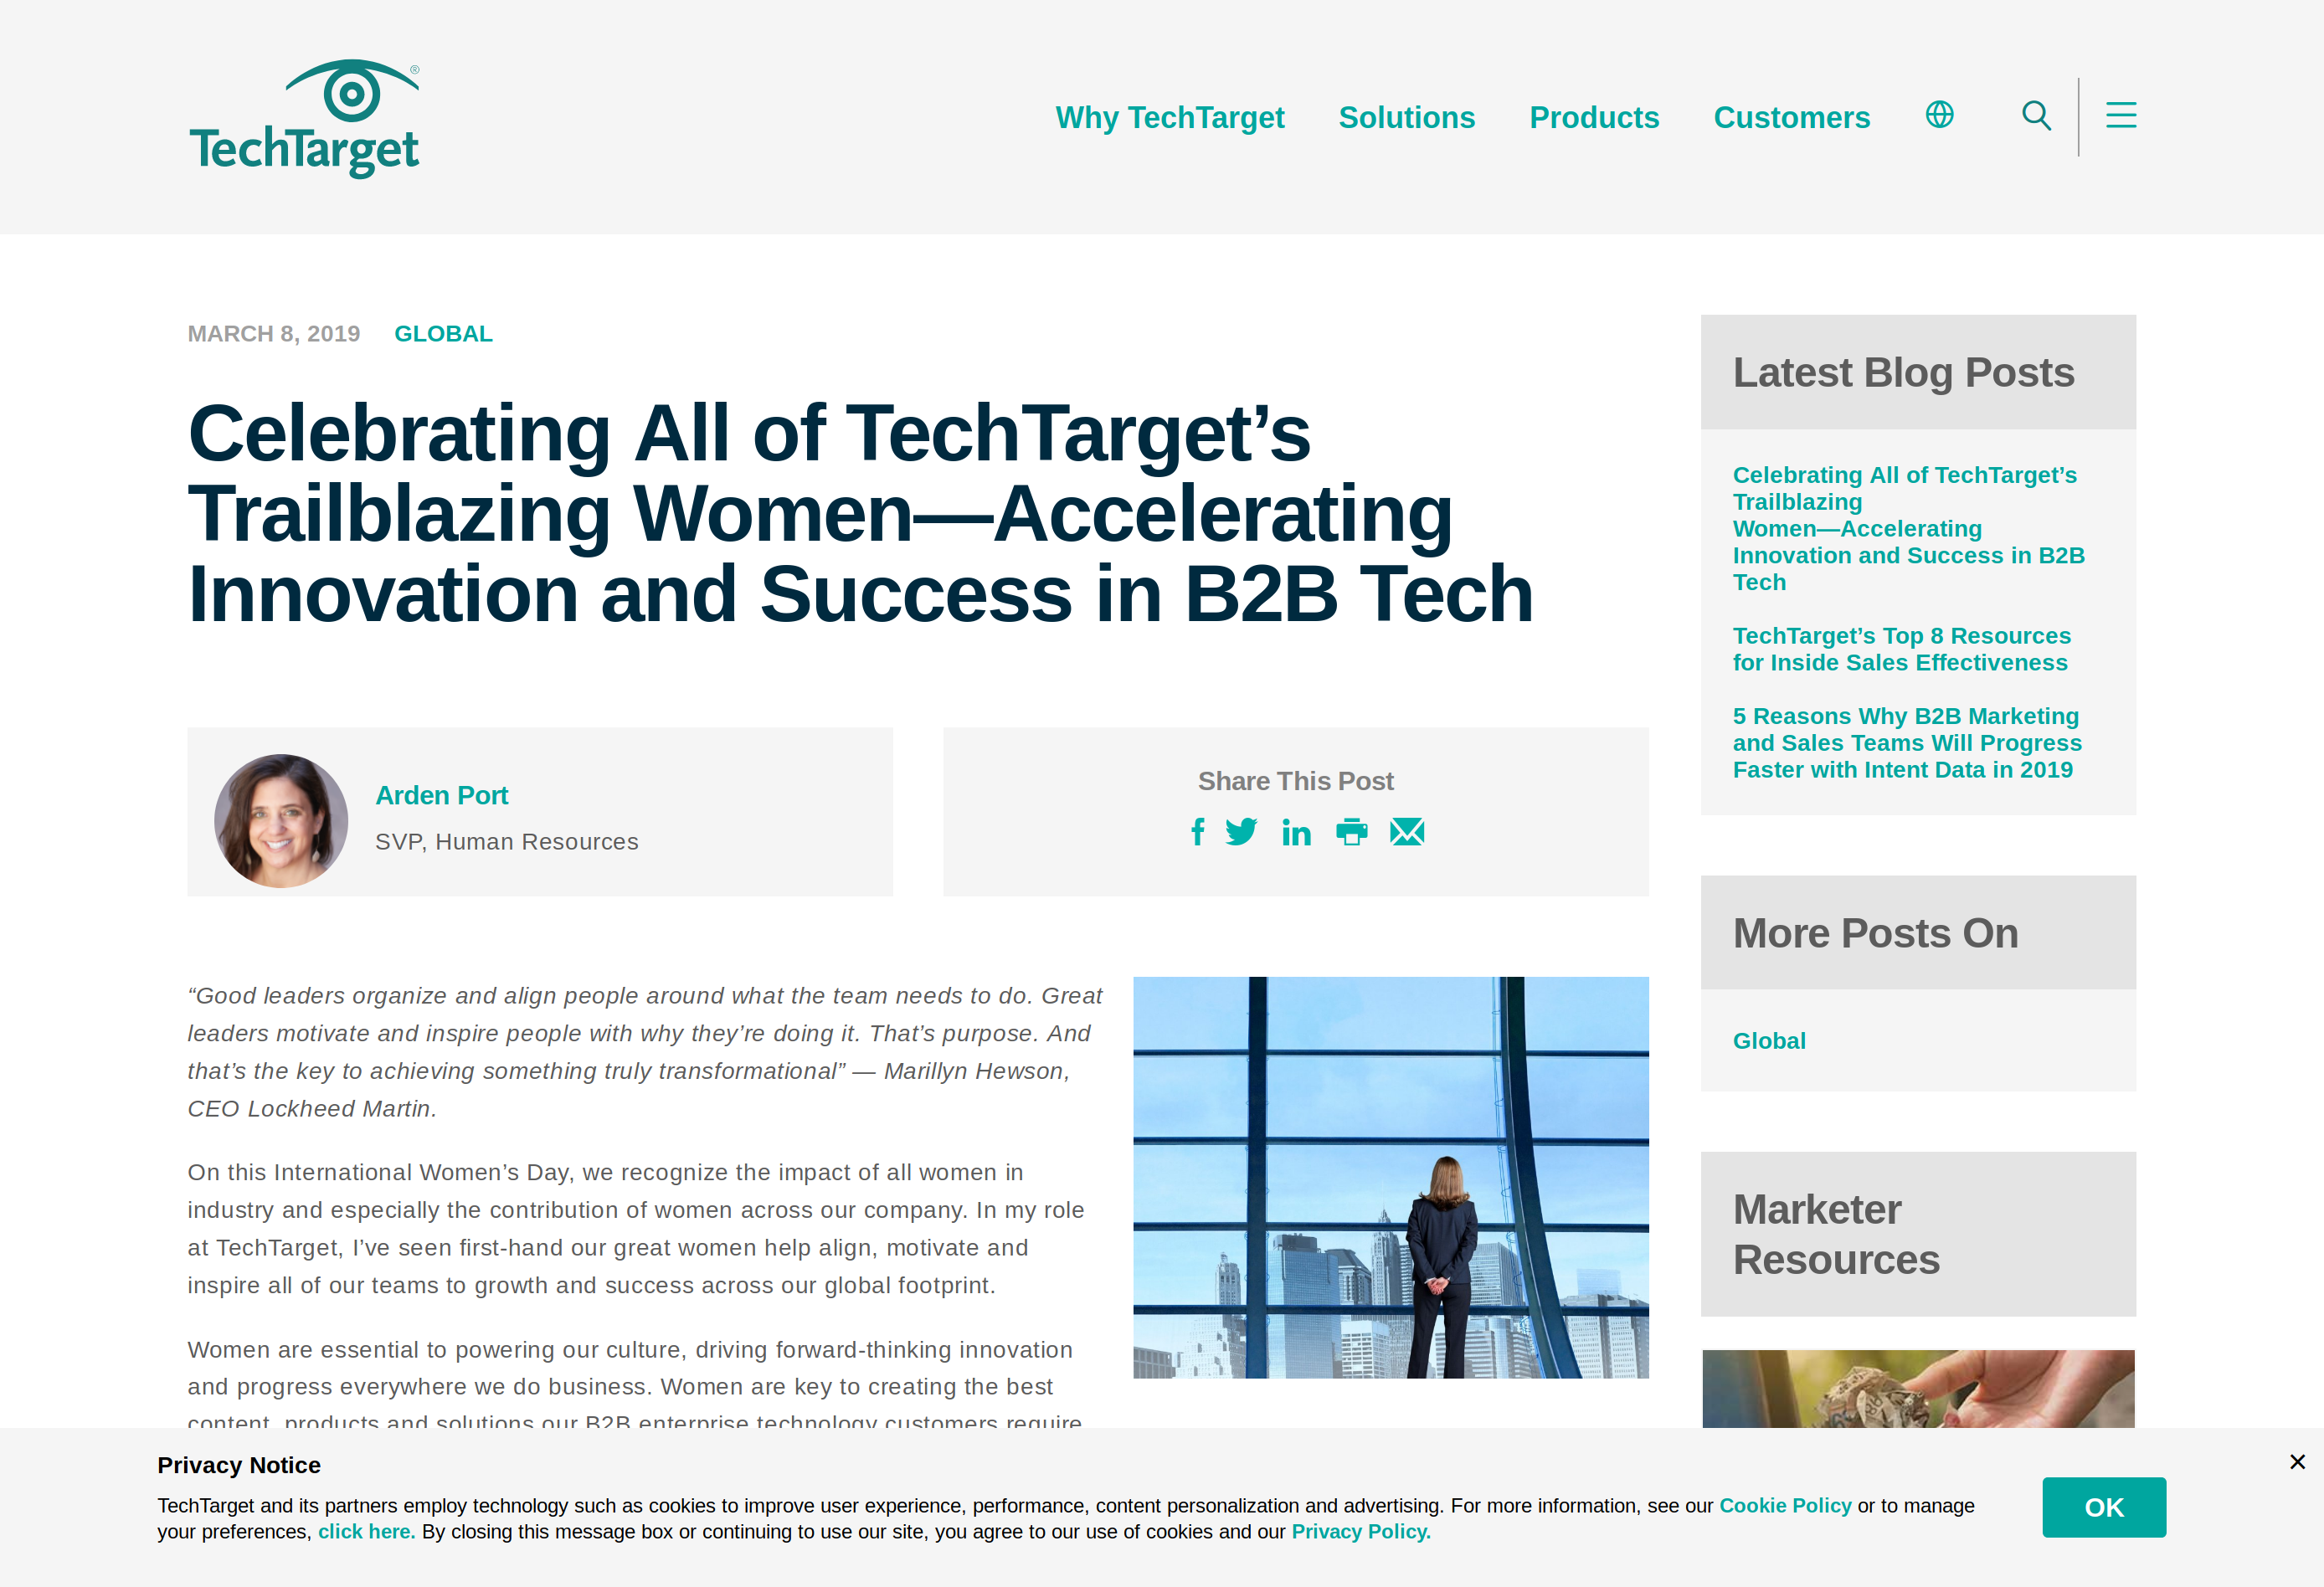 TechTarget®
Why TechTarget
Solutions
Products
Customers
MARCH 8, 2019
GLOBAL
Celebrating All of TechTarget’s
Trailblazing Women—Accelerating
Innovation and Success in B2B Tech
Arden Port
SVP, Human Resources
Share This Post
“Good leaders organize and align people around what the team needs to do. Great
leaders motivate and inspire people with why they’re doing it. That’s purpose. And
that’s the key to achieving something truly transformational” — Marillyn Hewson,
CEO Lockheed Martin.
On this International Women’s Day, we recognize the impact of all women in
industry and especially the contribution of women across our company. In my role
at TechTarget, I’ve seen first-hand our great women help align, motivate and
inspire all of our teams to growth and success across our global footprint.
Women are essential to powering our culture, driving forward-thinking innovation
and progress everywhere we do business. Women are key to creating the best
content, products and solutions our B2B enterprise technology customers require
Latest Blog Posts
Celebrating All of TechTarget’s
Trailblazing
Women—Accelerating
Innovation and Success in B2B
Tech
TechTarget’s Top 8 Resources
for Inside Sales Effectiveness
5 Reasons Why B2B Marketing
and Sales Teams Will Progress
Faster with Intent Data in 2019
More Posts On
Global
Marketer
Resources
Privacy Notice
TechTarget and its partners employ technology such as cookies to improve user experience, performance, content personalization and advertising. For more information, see our Cookie Policy or to manage
your preferences, click here. By closing this message box or continuing to use our site, you agree to our use of cookies and our Privacy Policy.
OK
×